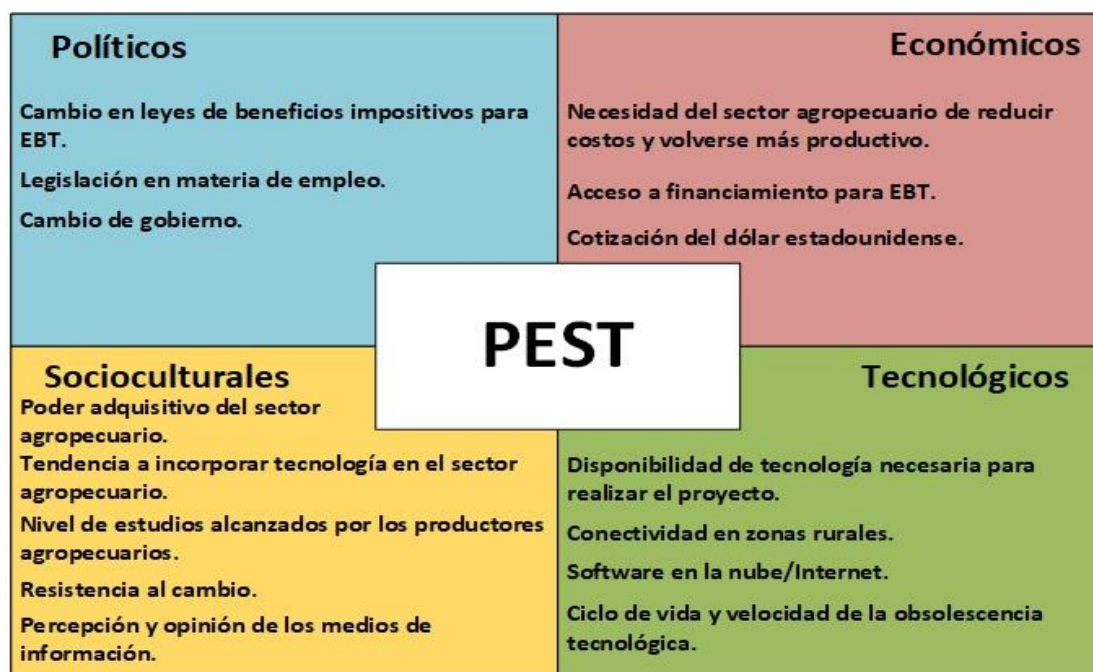 Políticos
Cambio en leyes de beneficios impositivos para
EBT.
Legislación en materia de empleo.
Cambio de gobierno.
Económicos
Necesidad del sector agropecuario de reducir
costos y volverse más productivo.
Acceso a financiamiento para EBT.
Cotización del dólar estadounidense.
PEST
Socioculturales
Poder adquisitivo del sector
agropecuario.
Tendencia a incorporar tecnología en el sector
agropecuario.
Nivel de estudios alcanzados por los productores
agropecuarios.
Resistencia al cambio.
Percepción y opinión de los medios de
información.
Tecnológicos
Disponibilidad de tecnología necesaria para
realizar el proyecto.
Conectividad en zonas rurales.
Software en la nube/Internet.
Ciclo de vida y velocidad de la obsolescencia
tecnológica.